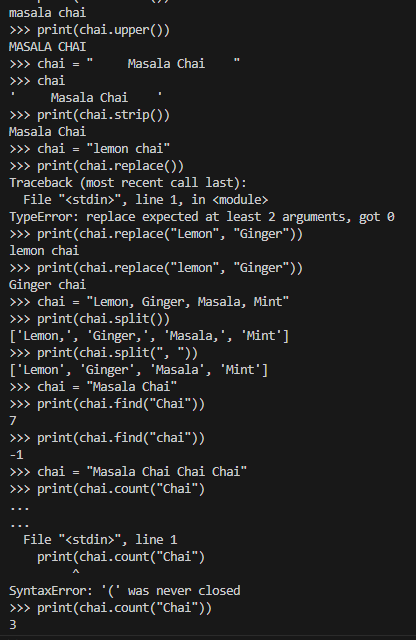 masala chai
>>> print(chai.upper())
MASALA CHAI
>>> chai = "     Masala Chai    "
>>> chai
'     Masala Chai    '
>>> print(chai.strip())
Masala Chai
>>> chai = "lemon chai"
>>> print(chai.replace())
Traceback (most recent call last):
  File "<stdin>", line 1, in <module>
TypeError: replace expected at least 2 arguments, got 0
>>> print(chai.replace("Lemon", "Ginger"))
lemon chai
>>> print(chai.replace("lemon", "Ginger"))
Ginger chai
>>> chai = "Lemon, Ginger, Masala, Mint"
>>> print(chai.split())
['Lemon,', 'Ginger,', 'Masala,', 'Mint']
>>> print(chai.split(", "))
['Lemon', 'Ginger', 'Masala', 'Mint']
>>> chai = "Masala Chai"
>>> print(chai.find("Chai"))
7
>>> print(chai.find("chai"))
-1
>>> chai = "Masala Chai Chai Chai"
>>> print(chai.count("Chai")
...
...
  File "<stdin>", line 1
    print(chai.count("Chai")
         ^
SyntaxError: '(' was never closed
>>> print(chai.count("Chai"))
3